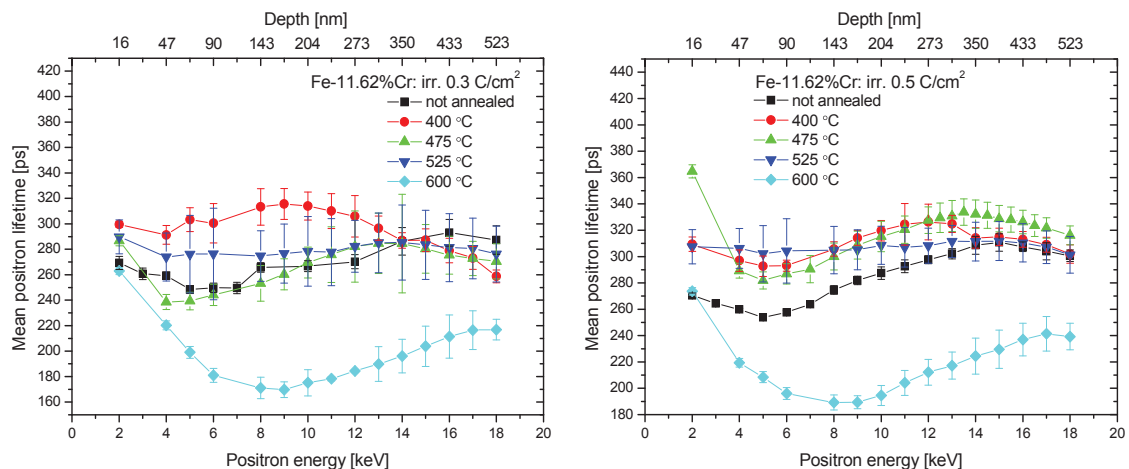 Depth [nm]
16 47 90 143 204 273 350 433 523
Fe-11.62%Cr: irr. 0.3 C/cm²
not annealed
400 °C
475 °C
525 °C
600 °C
Mean positron lifetime [ps]
420
400
380
360
340
320
300
280
260
240
220
200
180
160
0 2 4 6 8 10 12 14 16 18 20
Positron energy [keV]
Depth [nm]
16 47 90 143 204 273 350 433 523
Fe-11.62%Cr: irr. 0.5 C/cm²
not annealed
400 °C
475 °C
525 °C
600 °C
Mean positron lifetime [ps]
440
420
400
380
360
340
320
300
280
260
240
220
200
180
0 2 4 6 8 10 12 14 16 18 20
Positron energy [keV]